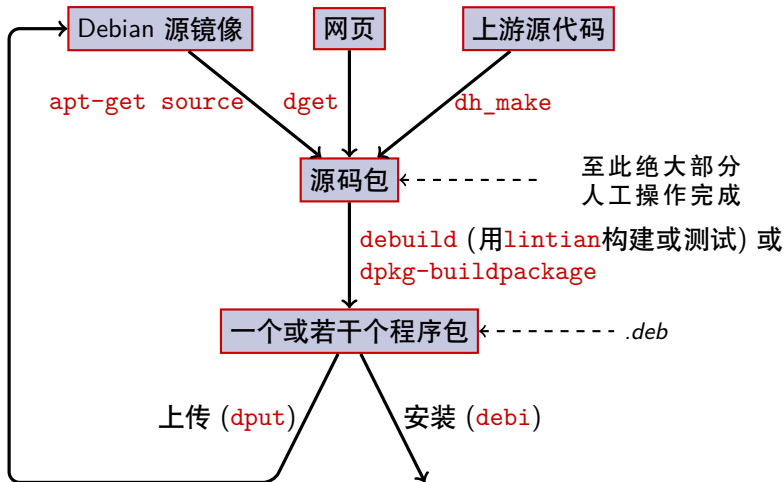 Debian 源镜像
网页
上游源代码
apt-get source
dget
dh_make
源码包
至此绝大部分
人工操作完成
debuild (用lintian构建或测试) 或
dpkg-buildpackage
一个或若干个程序包
.deb
上传 (dput)
安装 (debi)